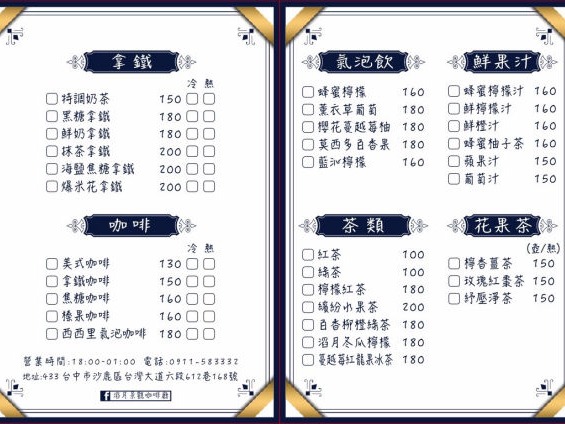 拿鐵
冷 熱
特調奶茶 150
黑糖拿鐵 180
鮮奶拿鐵 180
抹茶拿鐵 200
海鹽焦糖拿鐵 200
爆米花拿鐵 200
咖啡
冷 熱
美式咖啡 130
拿鐵咖啡 150
焦糖咖啡 160
榛果咖啡 160
西西里氣泡咖啡 180
營業時間:18:00-01:00 電話:0911-583332
地址:433台中市沙鹿區台灣大道六段612巷168號
滔月景觀咖啡廳
氣泡飲
蜂蜜檸檬 160
薰衣草葡萄 180
櫻花蔓越莓柚 180
莫西多百香果 180
藍沁檸檬 160
鮮果汁
蜂蜜檸檬汁 160
鮮檸檬汁 160
鮮橙汁 160
蜂蜜柚子茶 160
蘋果汁 150
葡萄汁 150
茶類
紅茶 100
綠茶 100
檸檬紅茶 180
繽紛水果茶 200
百香柳橙綠茶 180
滔月冬瓜檸檬 180
蔓越莓紅龍果冰茶 180
花果茶
(壺/熱)
檸香薑茶 150
玫瑰紅棗茶 150
紓壓淨茶 150